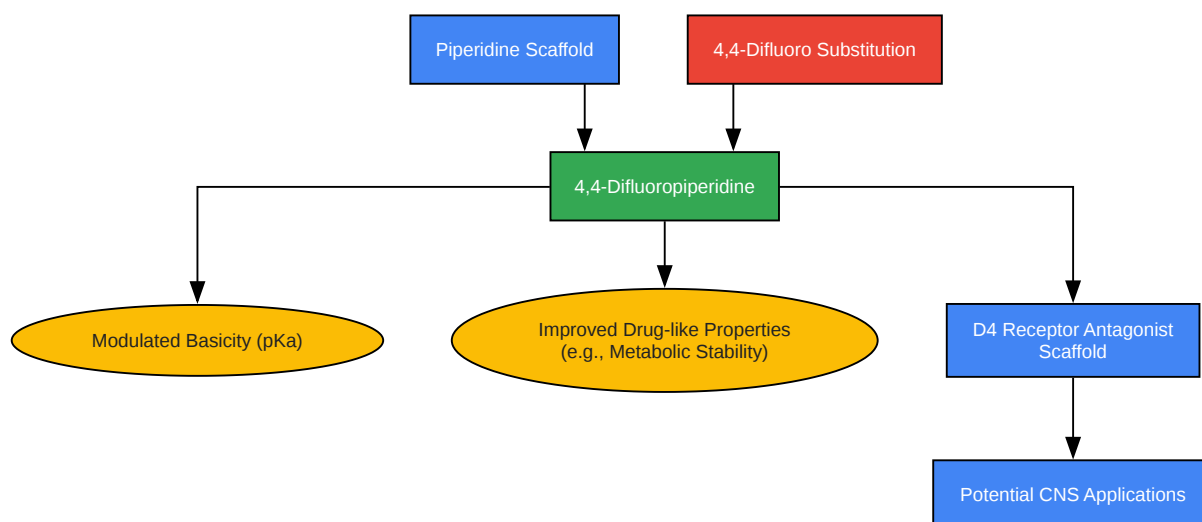 Piperidine Scaffold
4,4-Difluoro Substitution
4,4-Difluoropiperidine
Modulated Basicity (pKa)
Improved Drug-like Properties
(e.g., Metabolic Stability)
D4 Receptor Antagonist
Scaffold
Potential CNS Applications